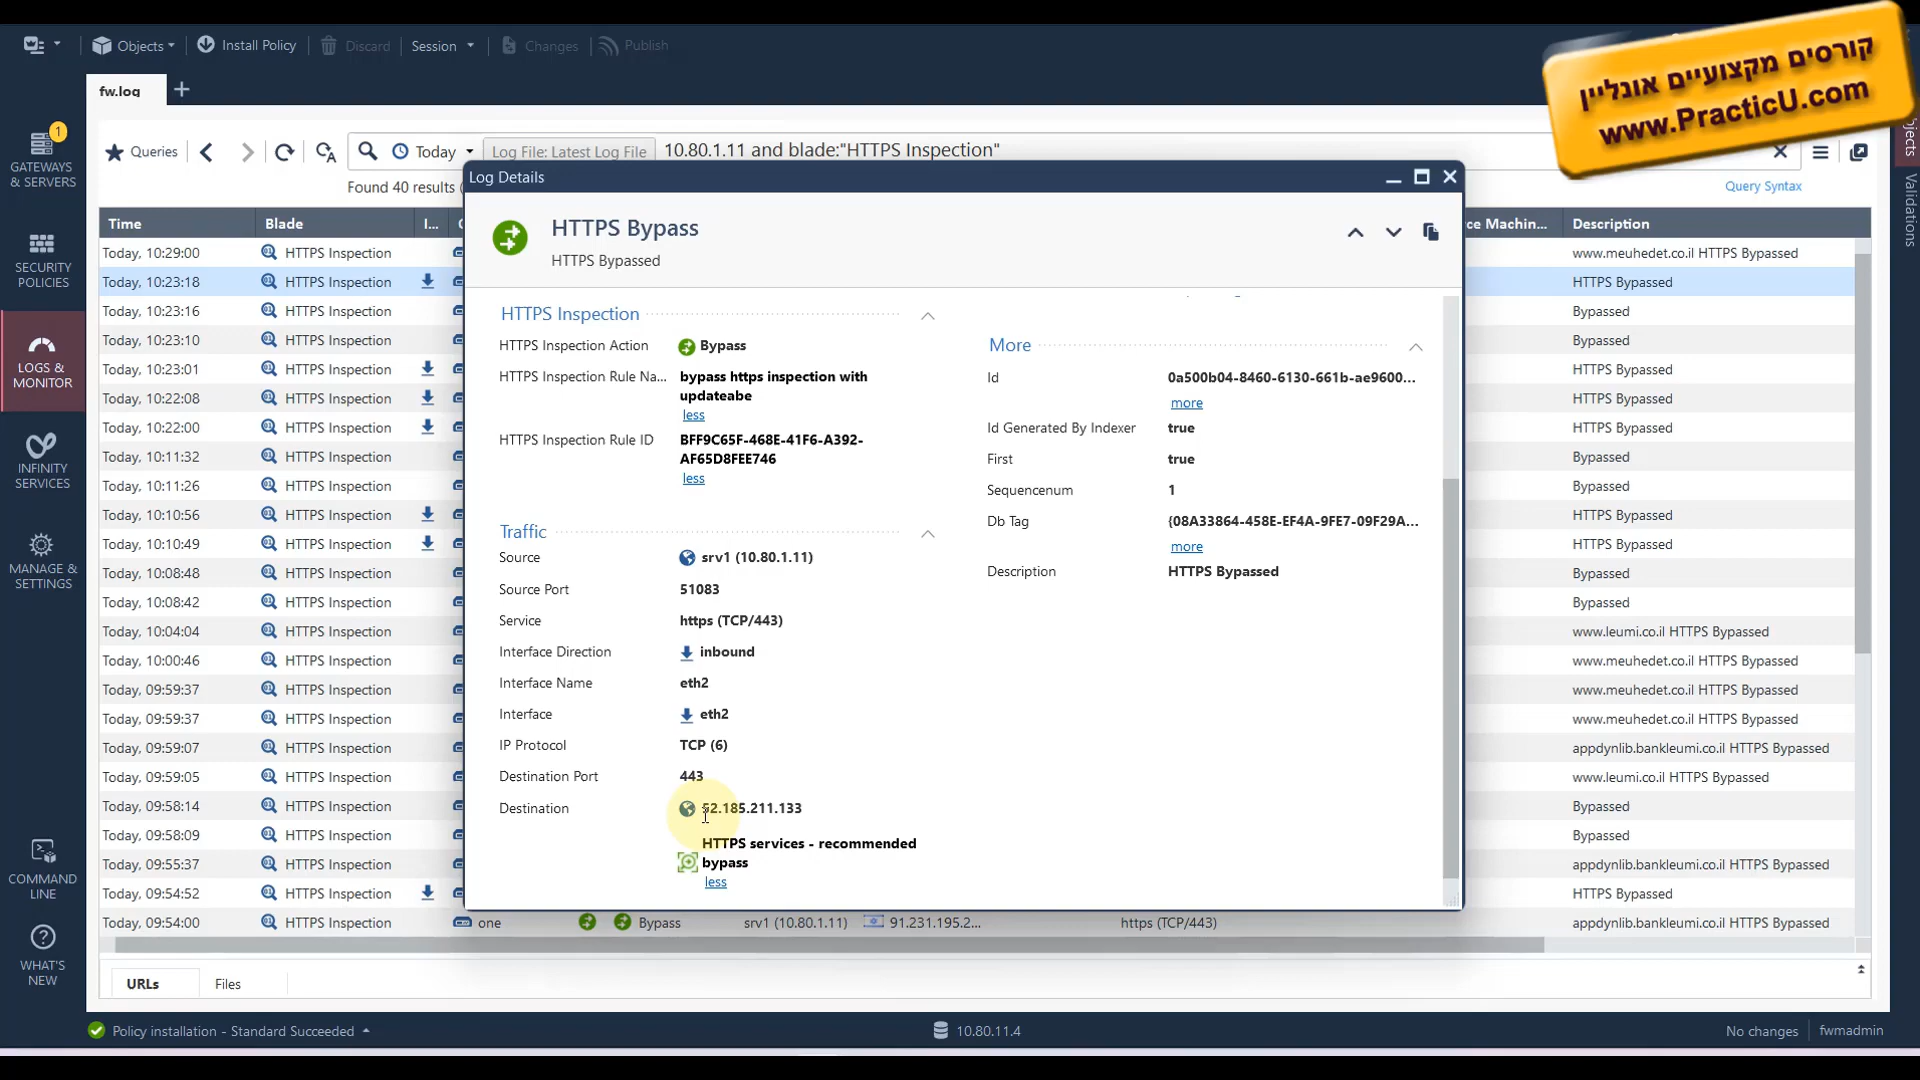 Objects
Install Policy
Discard
Session
Changes
Publish
קורסים מקצועיים אונליין
www.PracticU.com
fw.log
1
GATEWAYS
& SERVERS
SECURITY
POLICIES
LOGS &
MONITOR
INFINITY
SERVICES
MANAGE &
SETTINGS
COMMAND
LINE
WHAT'S
NEW
Validations
Queries
Today
Log File: Latest Log File
10.80.1.11 and blade:"HTTPS Inspection"
Found 40 results
Query Syntax
Time Blade I... Description
Today, 10:29:00 HTTPS Inspection www.meuhedet.co.il HTTPS Bypassed
Today, 10:23:18 HTTPS Inspection HTTPS Bypassed
Today, 10:23:16 HTTPS Inspection Bypassed
Today, 10:23:10 HTTPS Inspection Bypassed
Today, 10:23:01 HTTPS Inspection HTTPS Bypassed
Today, 10:22:08 HTTPS Inspection HTTPS Bypassed
Today, 10:22:00 HTTPS Inspection HTTPS Bypassed
Today, 10:11:32 HTTPS Inspection Bypassed
Today, 10:11:26 HTTPS Inspection Bypassed
Today, 10:10:56 HTTPS Inspection HTTPS Bypassed
Today, 10:10:49 HTTPS Inspection HTTPS Bypassed
Today, 10:08:48 HTTPS Inspection Bypassed
Today, 10:08:42 HTTPS Inspection Bypassed
Today, 10:04:04 HTTPS Inspection www.leumi.co.il HTTPS Bypassed
Today, 10:00:46 HTTPS Inspection www.meuhedet.co.il HTTPS Bypassed
Today, 09:59:37 HTTPS Inspection www.meuhedet.co.il HTTPS Bypassed
Today, 09:59:37 HTTPS Inspection www.meuhedet.co.il HTTPS Bypassed
Today, 09:59:07 HTTPS Inspection appdynlib.bankleumi.co.il HTTPS Bypassed
Today, 09:59:05 HTTPS Inspection www.leumi.co.il HTTPS Bypassed
Today, 09:58:14 HTTPS Inspection Bypassed
Today, 09:58:09 HTTPS Inspection Bypassed
Today, 09:55:37 HTTPS Inspection appdynlib.bankleumi.co.il HTTPS Bypassed
Today, 09:54:52 HTTPS Inspection HTTPS Bypassed
Today, 09:54:00 HTTPS Inspection one Bypass srv1 (10.80.1.11) 91.231.195.2... https (TCP/443) appdynlib.bankleumi.co.il HTTPS Bypassed
Log Details
HTTPS Bypass
HTTPS Bypassed
HTTPS Inspection
HTTPS Inspection Action Bypass
HTTPS Inspection Rule Na... bypass https inspection with
updateabe
less
HTTPS Inspection Rule ID BFF9C65F-468E-41F6-A392-
AF65D8FEE746
less
Traffic
Source srv1 (10.80.1.11)
Source Port 51083
Service https (TCP/443)
Interface Direction inbound
Interface Name eth2
Interface eth2
IP Protocol TCP (6)
Destination Port 443
Destination 52.185.211.133
HTTPS services - recommended
bypass
less
More
Id 0a500b04-8460-6130-661b-ae9600...
more
Id Generated By Indexer true
First true
Sequencenum 1
Db Tag {08A33864-458E-EF4A-9FE7-09F29A...
more
Description HTTPS Bypassed
URLs
Files
Policy installation - Standard Succeeded
10.80.11.4
No changes
fwmadmin